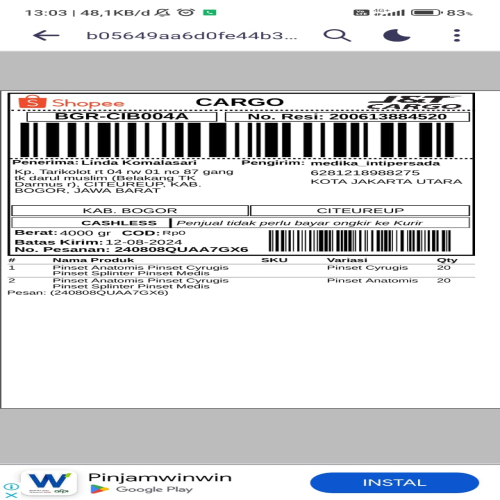 13:03 | 48,1KB/d
4G+
83%
b05649aa6d0fe44b3...
Shopee
CARGO
J&T
CARGO
BGR-CIB004A
No. Resi: 200613884520
Penerima: Linda Komalasari
Pengirim: medika_intipersada
Kp. Tarikolot rt 04 rw 01 no 87 gang
tk darul muslim (Belakang TK
Darmus r), CITEUREUP, KAB.
BOGOR, JAWA BARAT
6281218988275
KOTA JAKARTA UTARA
KAB. BOGOR
CITEUREUP
CASHLESS
Penjual tidak perlu bayar ongkir ke Kurir
Berat: 4000 gr
COD: Rp0
Batas Kirim: 12-08-2024
No. Pesanan: 240808QUAA7GX6
# Nama Produk SKU Variasi Qty
1 Pinset Anatomis Pinset Cyrugis Pinset Cyrugis 20
Pinset Splinter Pinset Medis
2 Pinset Anatomis Pinset Cyrugis Pinset Anatomis 20
Pinset Splinter Pinset Medis
Pesan: (240808QUAA7GX6)
Pinjamwinwin
Google Play
INSTAL